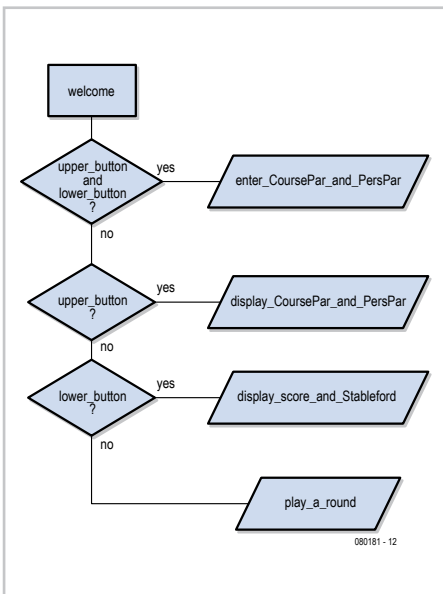 welcome
upper_button
and
lower_button
?
yes
enter_CoursePar_and_PersPar
no
upper_button
?
yes
display_CoursePar_and_PersPar
no
lower_button
?
yes
display_score_and_Stableford
no
play_a_round
080181 - 12